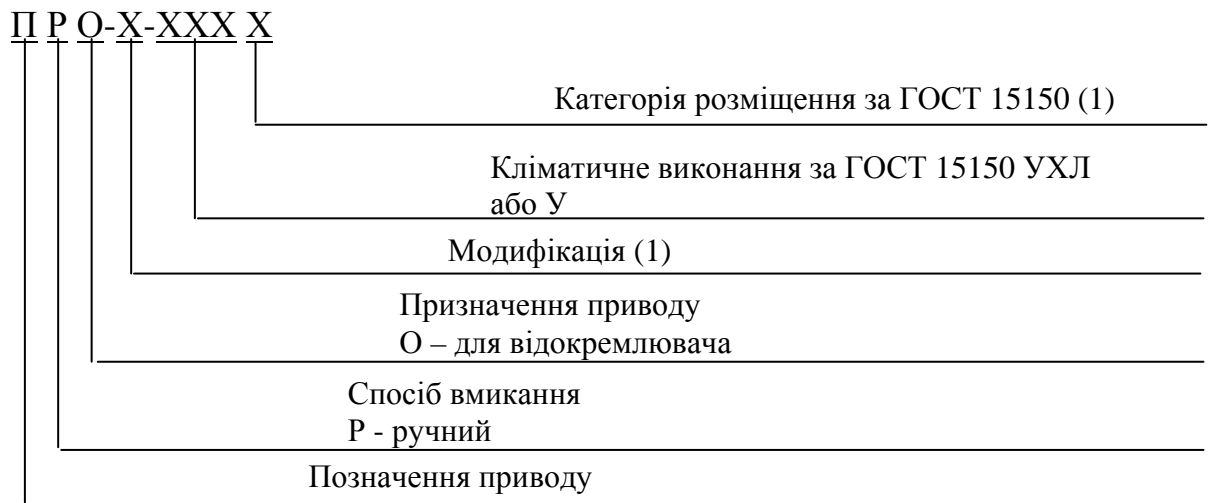 П Р О-Х-ХХХ Х
Категорія розміщення за ГОСТ 15150 (1)
Кліматичне виконання за ГОСТ 15150 УХЛ
або У
Модифікація (1)
Призначення приводу
О – для відокремлювача
Спосіб вмикання
Р - ручний
Позначення приводу